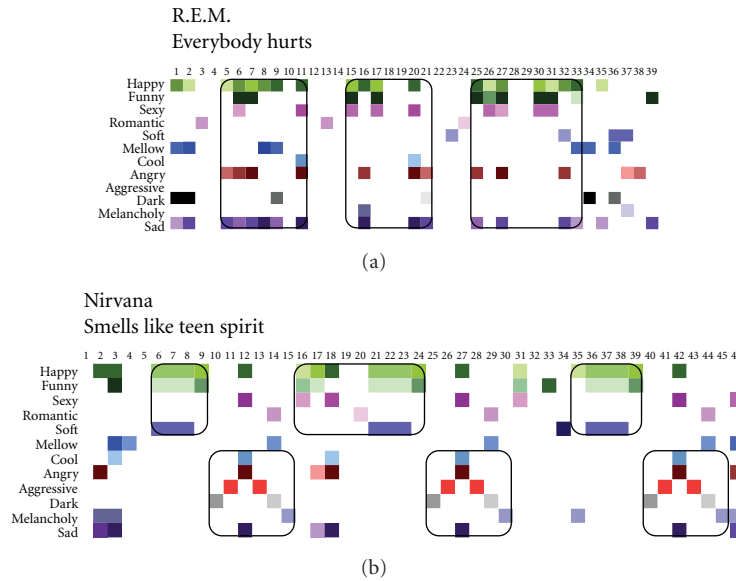 R.E.M.
Everybody hurts
1 2 3 4 5 6 7 8 9 10 11 12 13 14 15 16 17 18 19 20 21 22 23 24 25 26 27 28 29 30 31 32 33 34 35 36 37 38 39
Happy
Funny
Sexy
Romantic
Soft
Mellow
Cool
Angry
Aggressive
Dark
Melancholy
Sad
(a)
Nirvana
Smells like teen spirit
1 2 3 4 5 6 7 8 9 10 11 12 13 14 15 16 17 18 19 20 21 22 23 24 25 26 27 28 29 30 31 32 33 34 35 36 37 38 39 40 41 42 43 44 45 46
Happy
Funny
Sexy
Romantic
Soft
Mellow
Cool
Angry
Aggressive
Dark
Melancholy
Sad
(b)